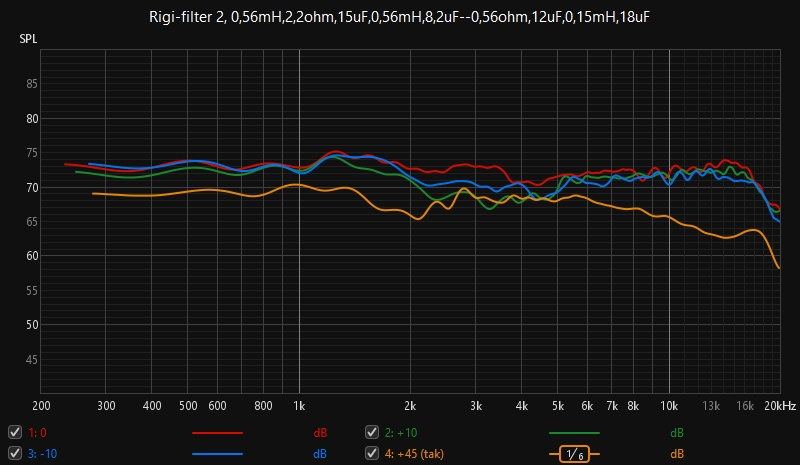 Rigi-filter 2, 0,56mH,2,2ohm,15uF,0,56mH,8,2uF--0,56ohm,12uF,0,15mH,18uF
SPL
85
80
75
70
65
60
55
50
45
200 300 400 500 600 800 1k 2k 3k 4k 5k 6k 7k 8k 10k 13k 16k 20kHz
1: 0 dB 2: +10 dB
3: -10 dB 4: +45 (tak) 1/6 dB